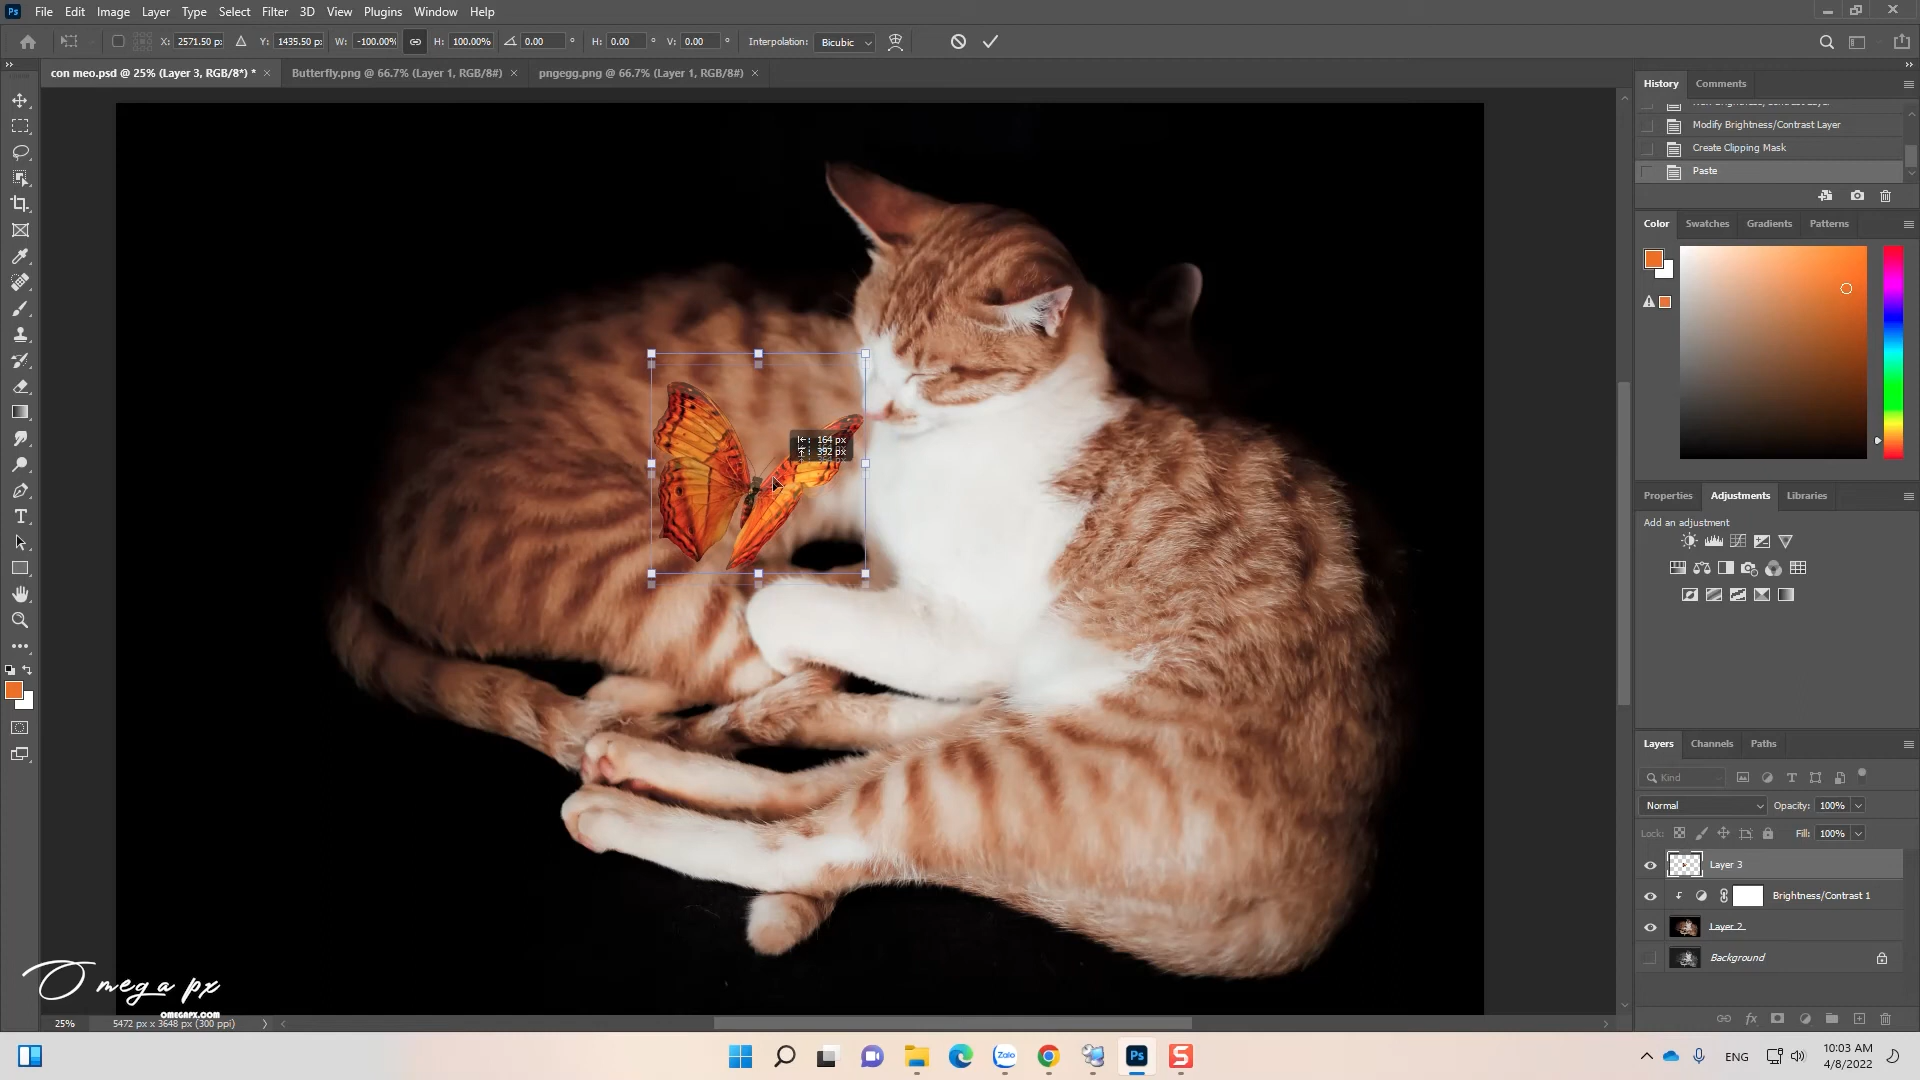 Ps File Edit Image Layer Type Select Filter 3D View Plugins Window Help
X: 2571.50 p: Y: 1435.50 p: W: -100.00% H: 100.00% 0.00 ° H: 0.00 ° V: 0.00 ° Interpolation: Bicubic
con meo.psd @ 25% (Layer 3, RGB/8*) * × Butterfly.png @ 66.7% (Layer 1, RGB/8#) × pngegg.png @ 66.7% (Layer 1, RGB/8#) ×
History Comments
Modify Brightness/Contrast Layer
Create Clipping Mask
Paste
Color Swatches Gradients Patterns
164 px
392 px
Properties Adjustments Libraries
Add an adjustment
Layers Channels Paths
Kind
Normal Opacity: 100%
Lock: Fill: 100%
Layer 3
Brightness/Contrast 1
Layer 2
Background
Omega px
OMEGAPX.COM
25% 5472 px x 3648 px (300 ppi)
Zalo Ps S
ENG
10:03 AM
4/8/2022